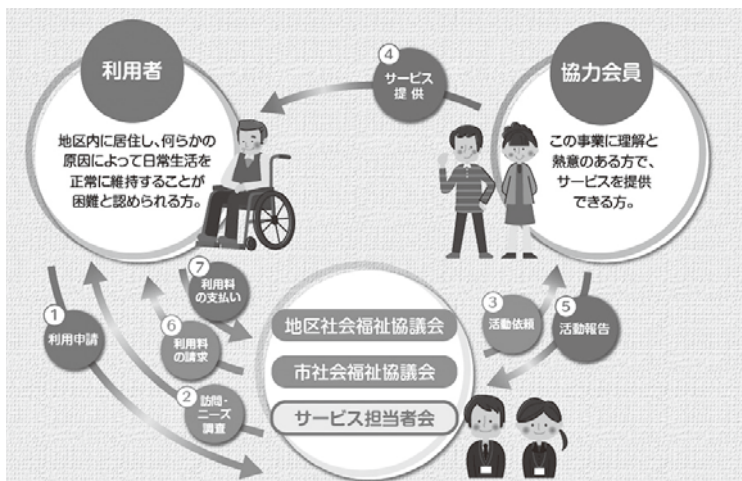 利用者
地区内に居住し、何らかの
原因によって日常生活を
正常に維持することが
困難と認められる方。
④
サービス
提 供
協力会員
この事業に理解と
熱意のある方で、
サービスを提供
できる方。
①
利用申請
⑦
利用料
の支払い
⑥
利用料
の請求
②
訪問・
ニーズ
調査
地区社会福祉協議会
市社会福祉協議会
サービス担当者会
③
活動依頼
⑤
活動報告